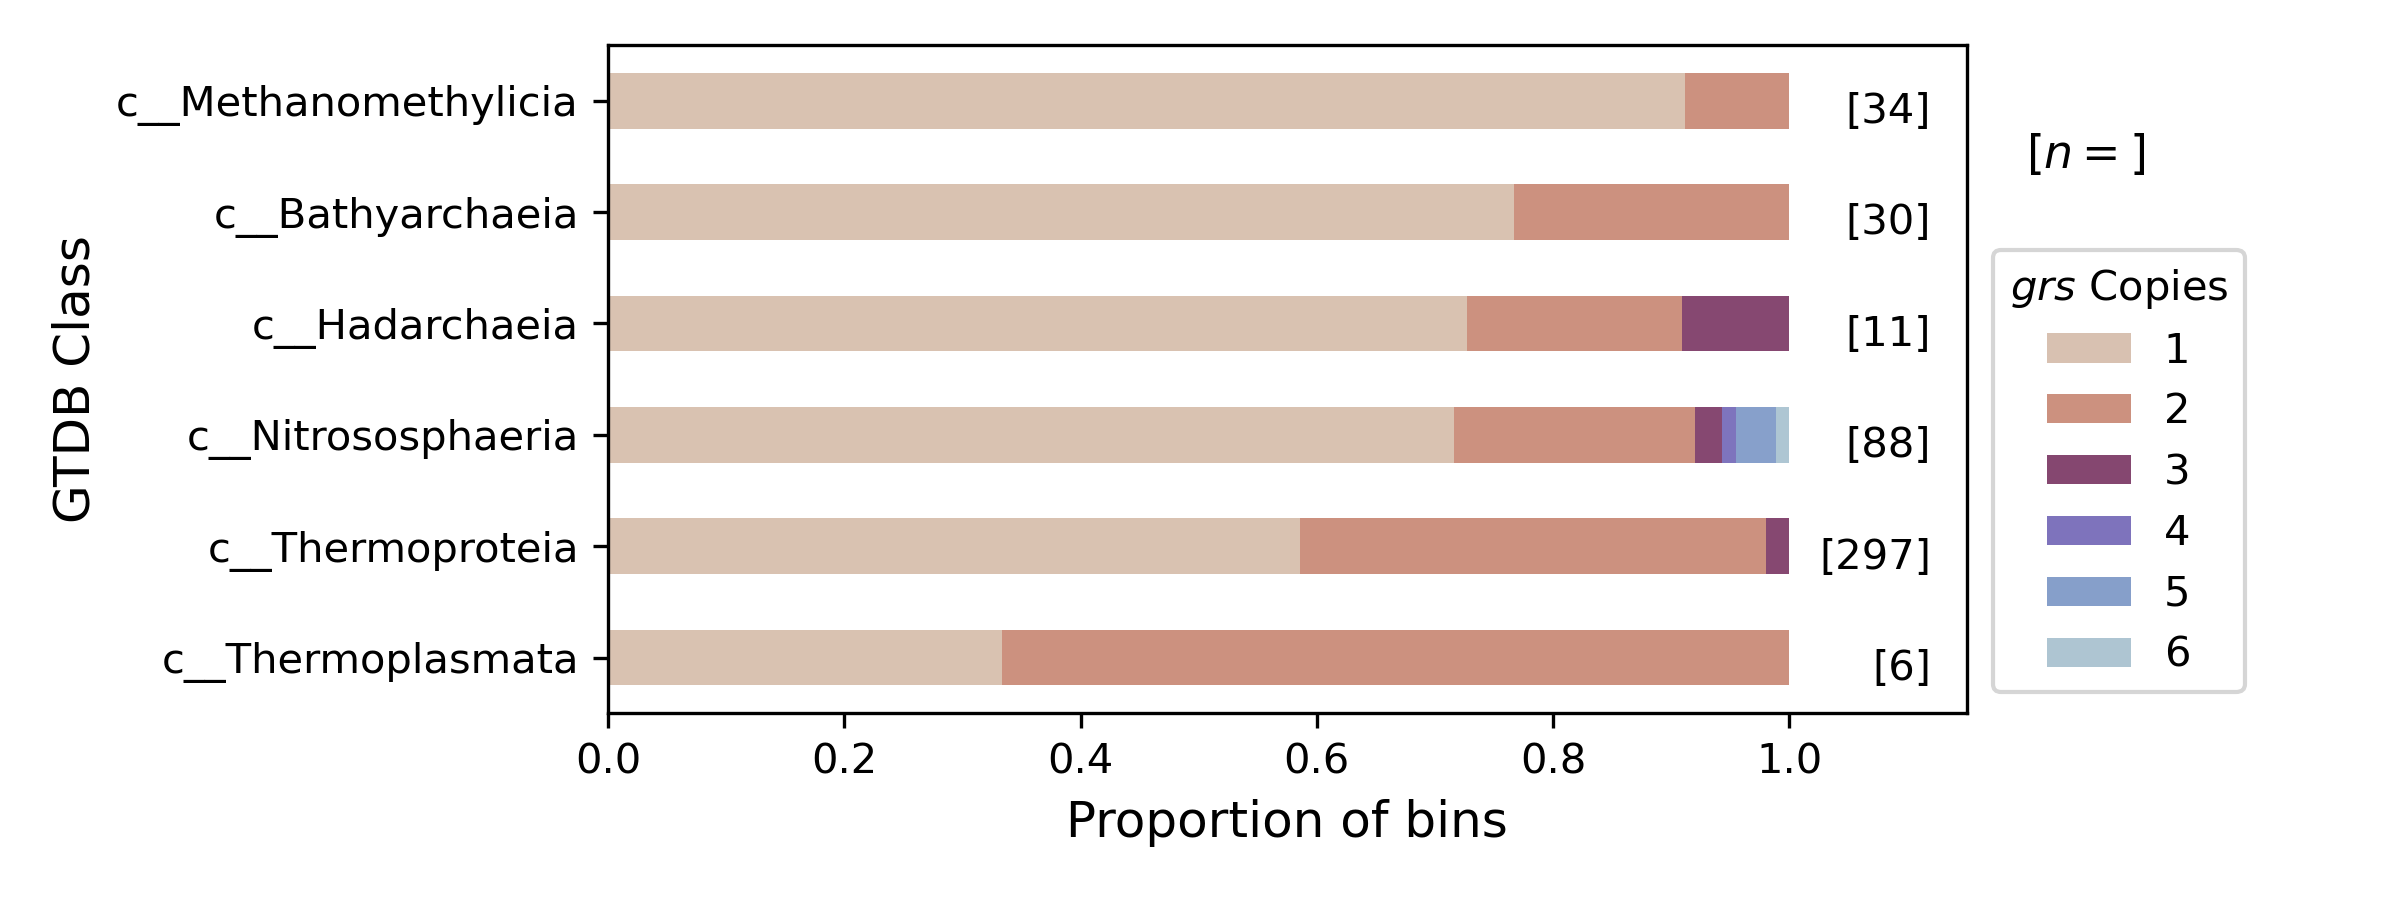 GTDB Class
c__Methanomethylicia
c__Bathyarchaeia
c__Hadarchaeia
c__Nitrososphaeria
c__Thermoproteia
c__Thermoplasmata
[34]
[30]
[11]
[88]
[297]
[6]
0.0 0.2 0.4 0.6 0.8 1.0
Proportion of bins
[n = ]
grs Copies
1
2
3
4
5
6